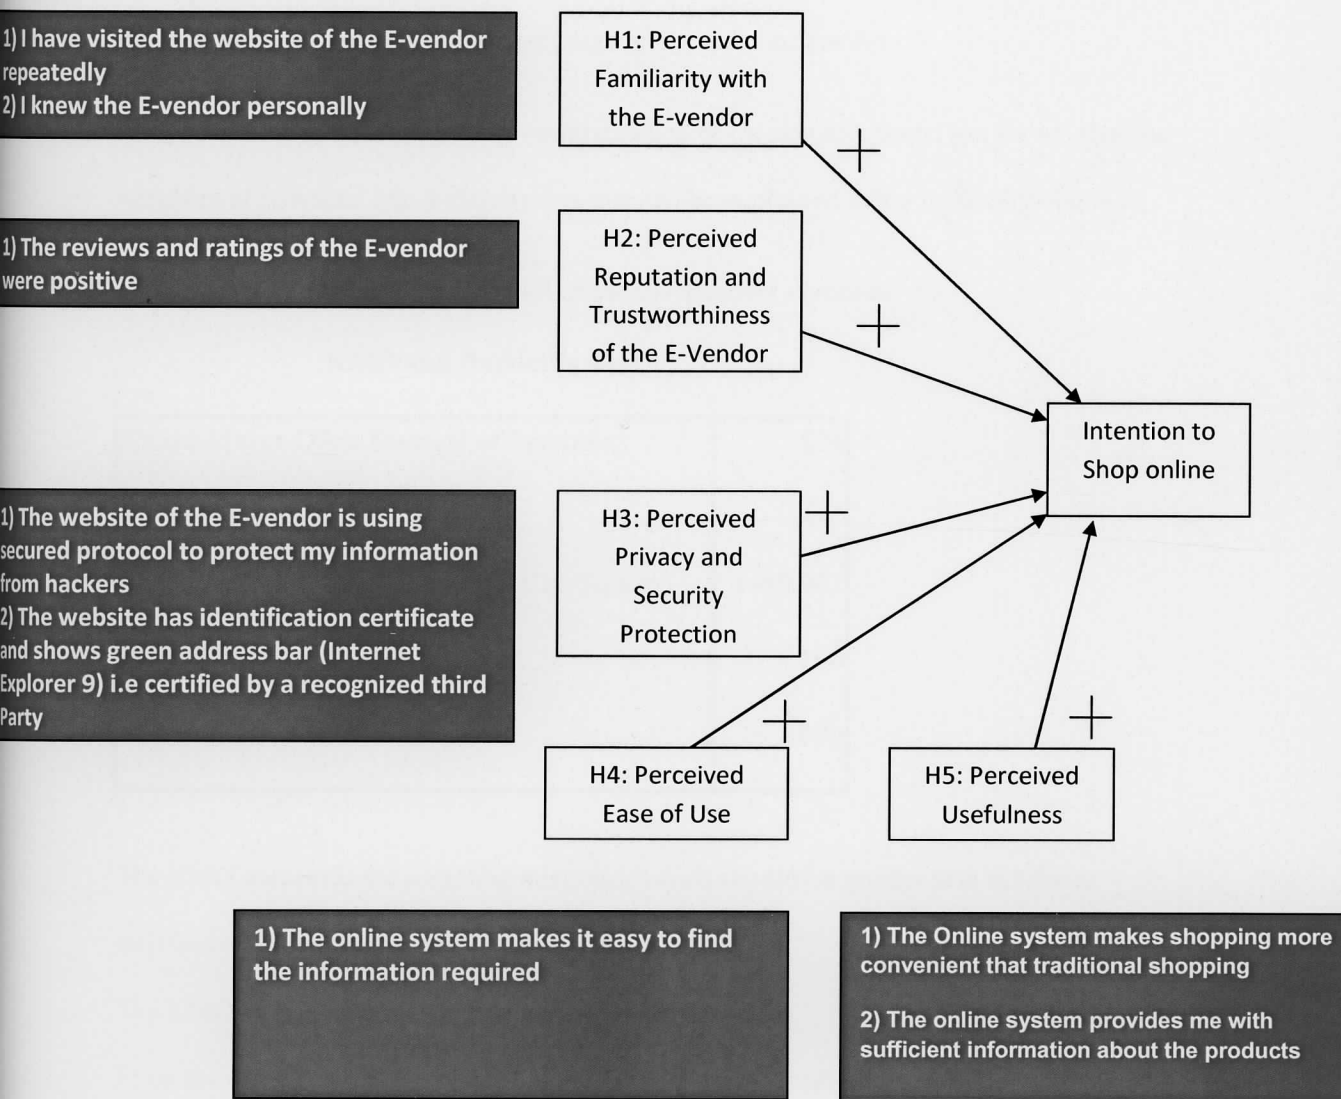 1) I have visited the website of the E-vendor
repeatedly
2) I knew the E-vendor personally
H1: Perceived
Familiarity with
the E-vendor
+
1) The reviews and ratings of the E-vendor
were positive
H2: Perceived
Reputation and
Trustworthiness
of the E-Vendor
+
Intention to
Shop online
1) The website of the E-vendor is using
secured protocol to protect my information
from hackers
2) The website has identification certificate
and shows green address bar (Internet
Explorer 9) i.e certified by a recognized third
Party
H3: Perceived
Privacy and
Security
Protection
+
H4: Perceived
Ease of Use
+
H5: Perceived
Usefulness
+
1) The online system makes it easy to find
the information required
1) The Online system makes shopping more
convenient that traditional shopping
2) The online system provides me with
sufficient information about the products